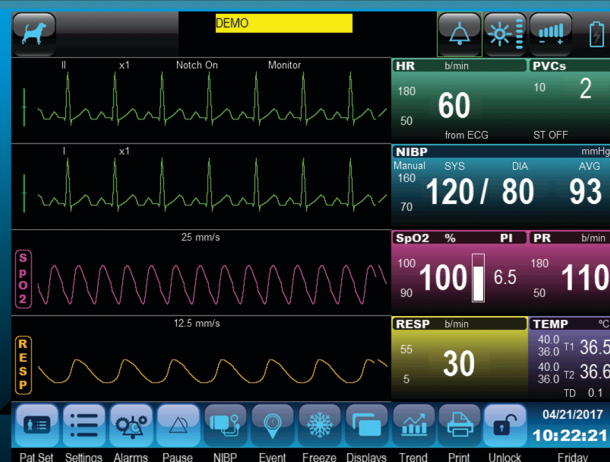 DEMO
II x1 Notch On Monitor
HR b/min
180
50
60
from ECG
PVCs
10
2
ST OFF
I x1
NIBP mmHg
Manual SYS DIA AVG
160
70
120/ 80 93
25 mm/s
SpO2
SpO2 % PI
100
90
100
6.5
PR b/min
180
50
110
12.5 mm/s
RESP
RESP b/min
55
5
30
TEMP °C
40.0
36.0
T1 36.5
40.0
36.0
T2 36.6
TD 0.1
04/21/2017
10:22:21
Pat Set Settings Alarms Pause NIBP Event Freeze Displays Trend Print Unlock Friday